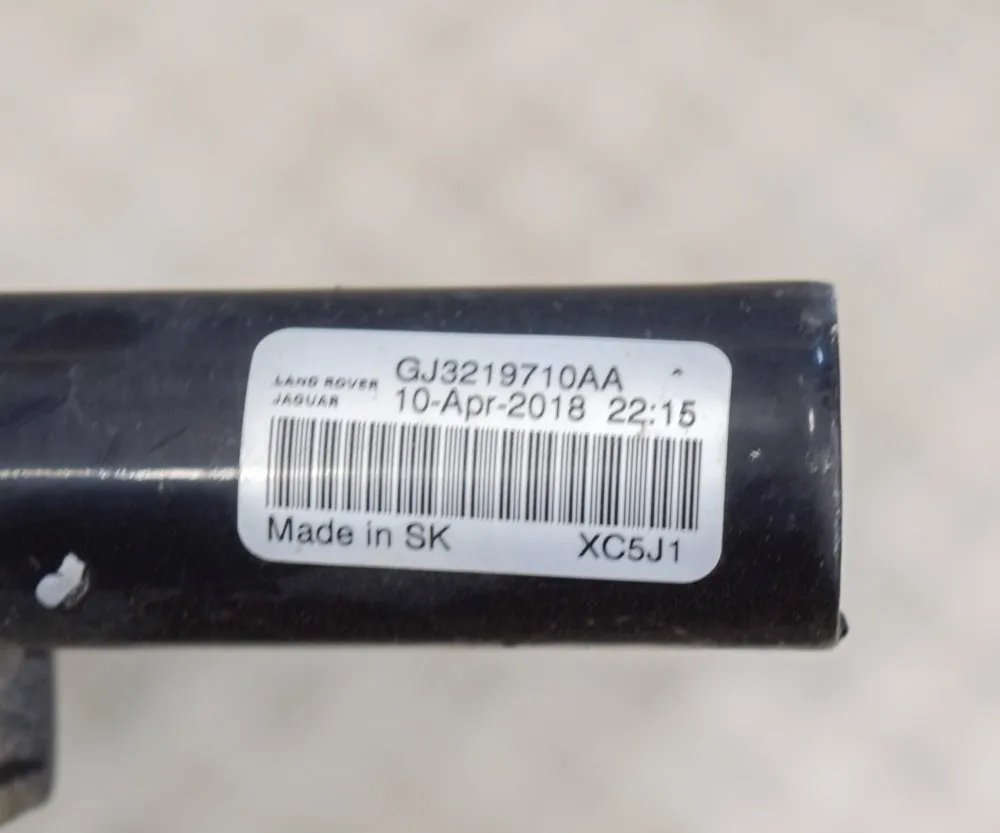 LAND ROVER
JAGUAR
GJ3219710AA
10-Apr-2018 22:15
Made in SK
XC5J1